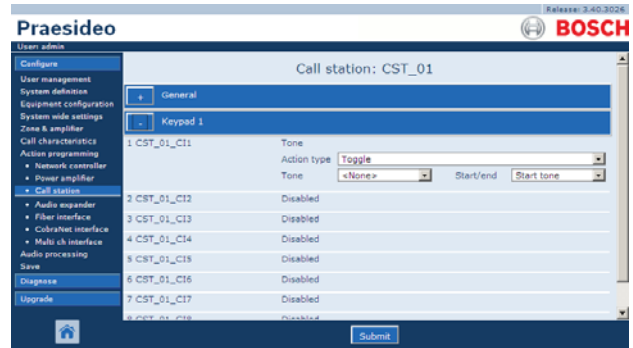 Release: 3.40.3026
Praesideo
BOSCH
User: admin
Configure
User management
System definition
Equipment configuration
System wide settings
Zone & amplifier
Call characteristics
Action programming
• Network controller
• Power amplifier
• Call station
• Audio expander
• Fiber interface
• CobraNet interface
• Multi ch interface
Audio processing
Save
Diagnose
Upgrade
Call station: CST_01
+ General
- Keypad 1
1 CST_01_CI1 Tone
Action type Toggle
Tone <None> Start/end Start tone
2 CST_01_CI2 Disabled
3 CST_01_CI3 Disabled
4 CST_01_CI4 Disabled
5 CST_01_CI5 Disabled
6 CST_01_CI6 Disabled
7 CST_01_CI7 Disabled
8 CST_01_CI8 Disabled
Submit